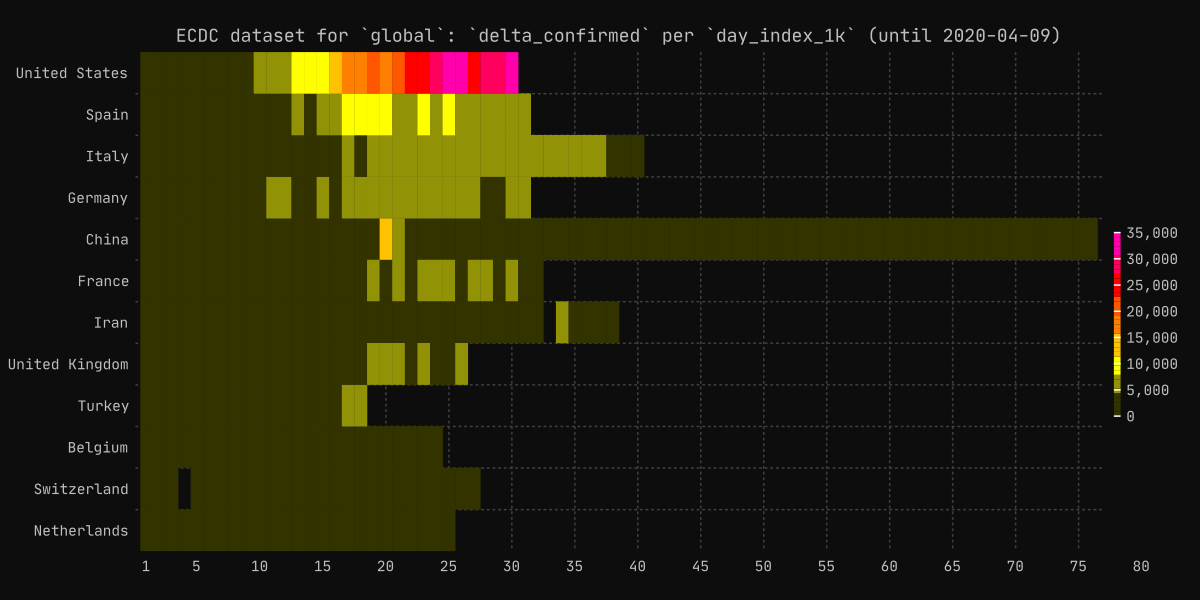 ECDC dataset for `global`: `delta_confirmed` per `day_index_1k` (until 2020-04-09)
United States
Spain
Italy
Germany
China
France
Iran
United Kingdom
Turkey
Belgium
Switzerland
Netherlands
1 5 10 15 20 25 30 35 40 45 50 55 60 65 70 75 80
35,000
30,000
25,000
20,000
15,000
10,000
5,000
0